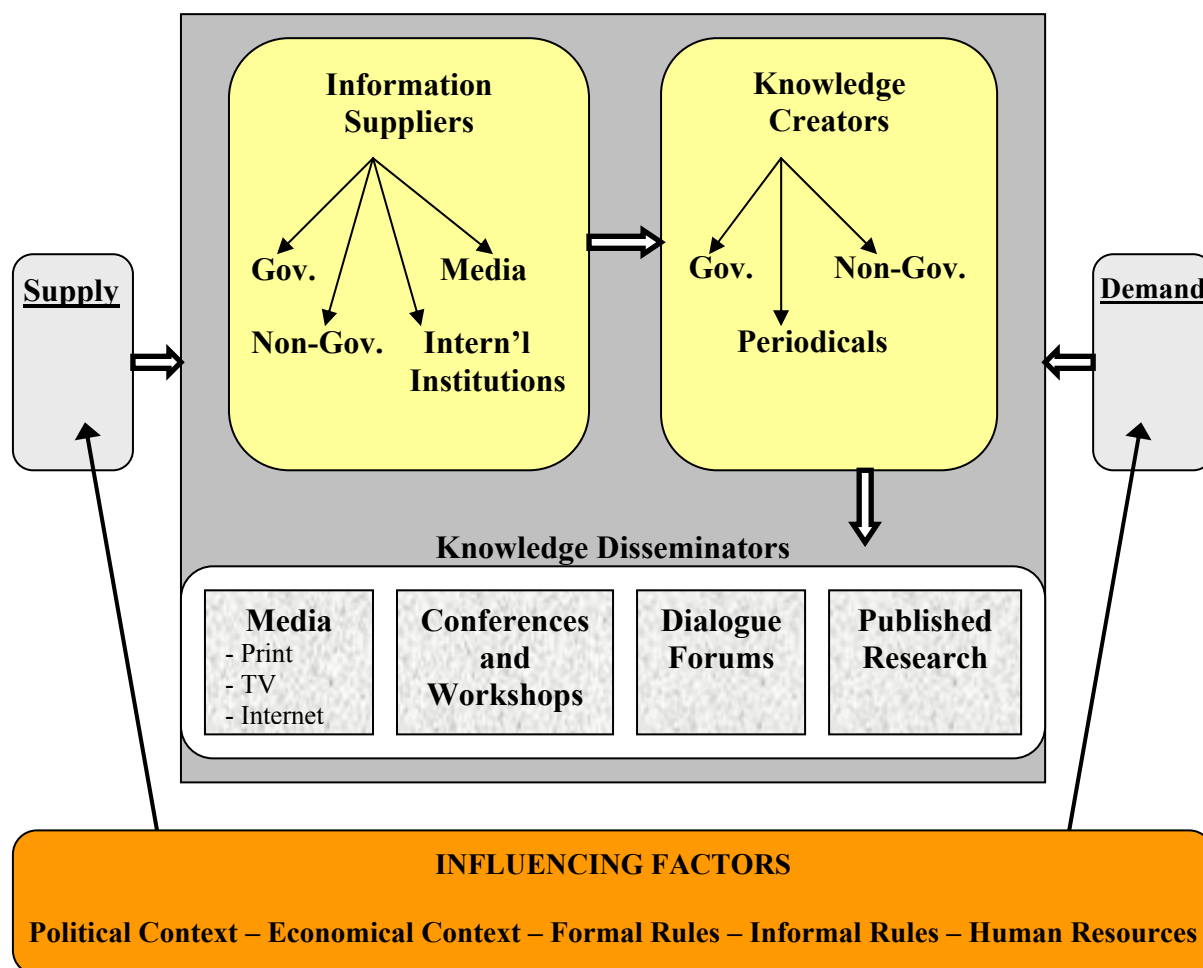 Information
Suppliers
Gov.
Media
Non-Gov.
Intern'l
Institutions
Knowledge
Creators
Gov.
Non-Gov.
Periodicals
Supply
Demand
Knowledge Disseminators
Media
- Print
- TV
- Internet
Conferences
and
Workshops
Dialogue
Forums
Published
Research
INFLUENCING FACTORS
Political Context – Economical Context – Formal Rules – Informal Rules – Human Resources